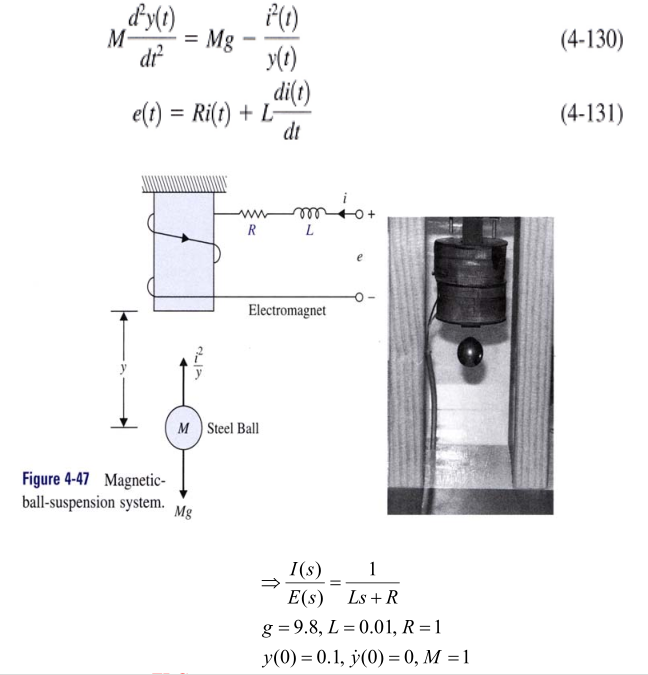 M d²y(t)/dt² = Mg − i²(t)/y(t) (4-130)
e(t) = Ri(t) + L di(t)/dt (4-131)
i
+
R L
e
−
Electromagnet
y
i²/y
M Steel Ball
Figure 4-47 Magnetic-
ball-suspension system.
Mg
⇒ I(s)/E(s) = 1/(Ls + R)
g = 9.8, L = 0.01, R = 1
y(0) = 0.1, ẏ(0) = 0, M = 1